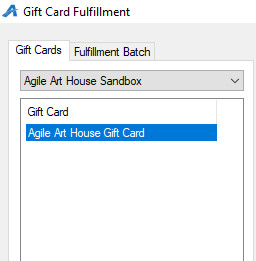 Gift Card Fulfillment
Gift Cards Fulfillment Batch
Agile Art House Sandbox
Gift Card
Agile Art House Gift Card